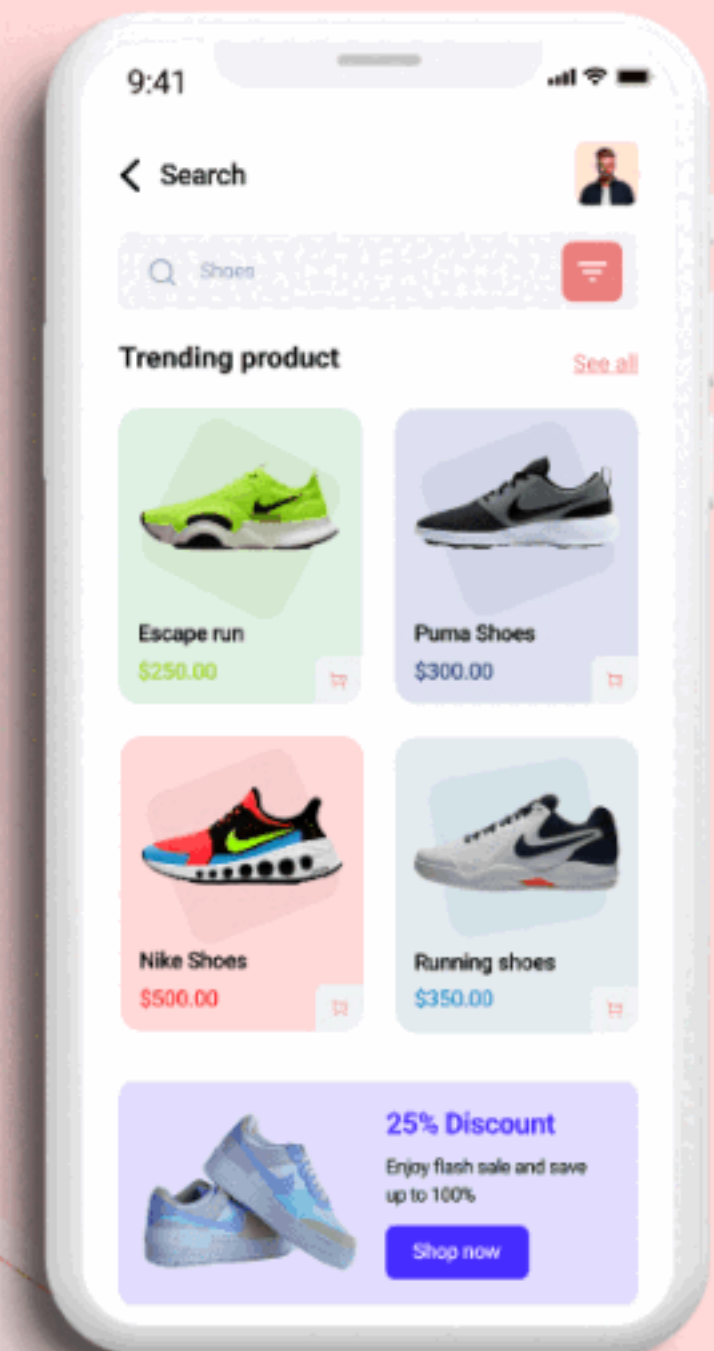 9:41
Search
Shoes
Trending product
See all
Escape run
$250.00
Puma Shoes
$300.00
Nike Shoes
$500.00
Running shoes
$350.00
25% Discount
Enjoy flash sale and save
up to 100%
Shop now